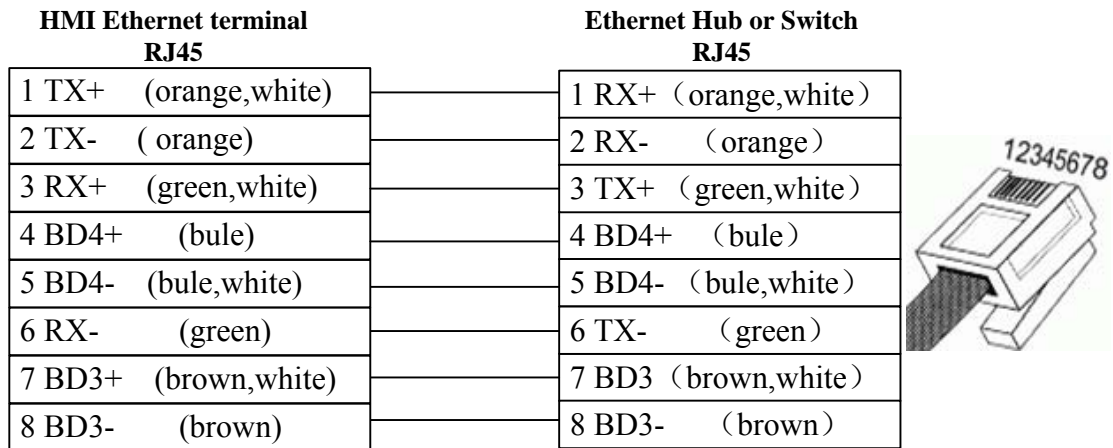 HMI Ethernet terminal
RJ45
Ethernet Hub or Switch
RJ45
1 TX+ (orange,white)
1 RX+（orange,white）
2 TX- ( orange)
2 RX- （orange）
3 RX+ (green,white)
3 TX+（green,white）
4 BD4+ (bule)
4 BD4+ （bule）
5 BD4- (bule,white)
5 BD4-（bule,white）
6 RX- (green)
6 TX- （green）
7 BD3+ (brown,white)
7 BD3（brown,white）
8 BD3- (brown)
8 BD3- （brown）
12345678